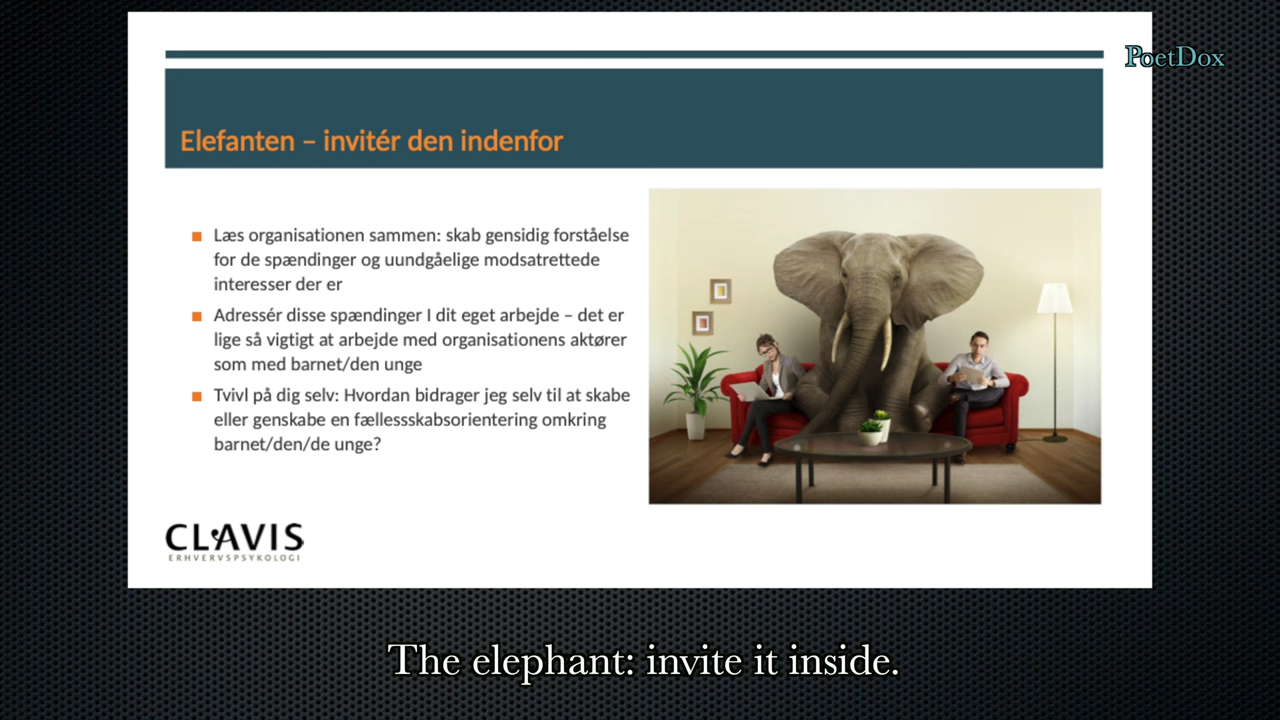 PoetDox
Elefanten – invitér den indenfor
Læs organisationen sammen: skab gensidig forståelse
for de spændinger og uundgåelige modsatrettede
interesser der er
Adressér disse spændinger I dit eget arbejde – det er
lige så vigtigt at arbejde med organisationens aktører
som med barnet/den unge
Tvivl på dig selv: Hvordan bidrager jeg selv til at skabe
eller genskabe en fællessskabsorientering omkring
barnet/den/de unge?
CLAVIS
ERHVERVSPSYKOLOGI
The elephant: invite it inside.